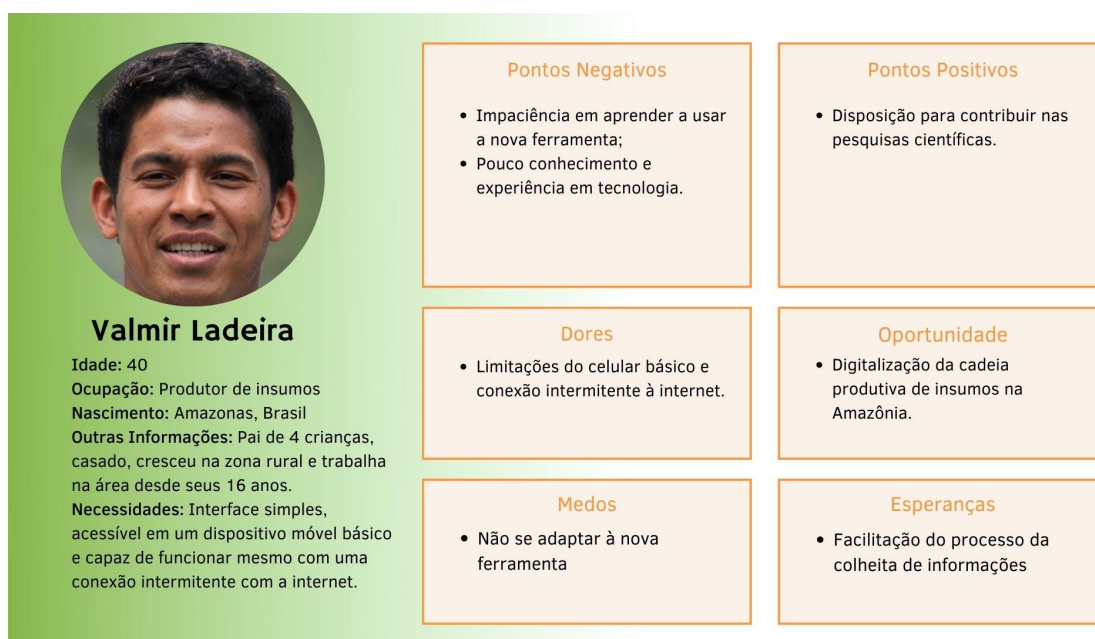 Valmir Ladeira
Idade: 40
Ocupação: Produtor de insumos
Nascimento: Amazonas, Brasil
Outras Informações: Pai de 4 crianças,
casado, cresceu na zona rural e trabalha
na área desde seus 16 anos.
Necessidades: Interface simples,
acessível em um dispositivo móvel básico
e capaz de funcionar mesmo com uma
conexão intermitente com a internet.
Pontos Negativos
• Impaciência em aprender a usar
a nova ferramenta;
• Pouco conhecimento e
experiência em tecnologia.
Pontos Positivos
• Disposição para contribuir nas
pesquisas científicas.
Dores
• Limitações do celular básico e
conexão intermitente à internet.
Oportunidade
• Digitalização da cadeia
produtiva de insumos na
Amazônia.
Medos
• Não se adaptar à nova
ferramenta
Esperanças
• Facilitação do processo da
colheita de informações